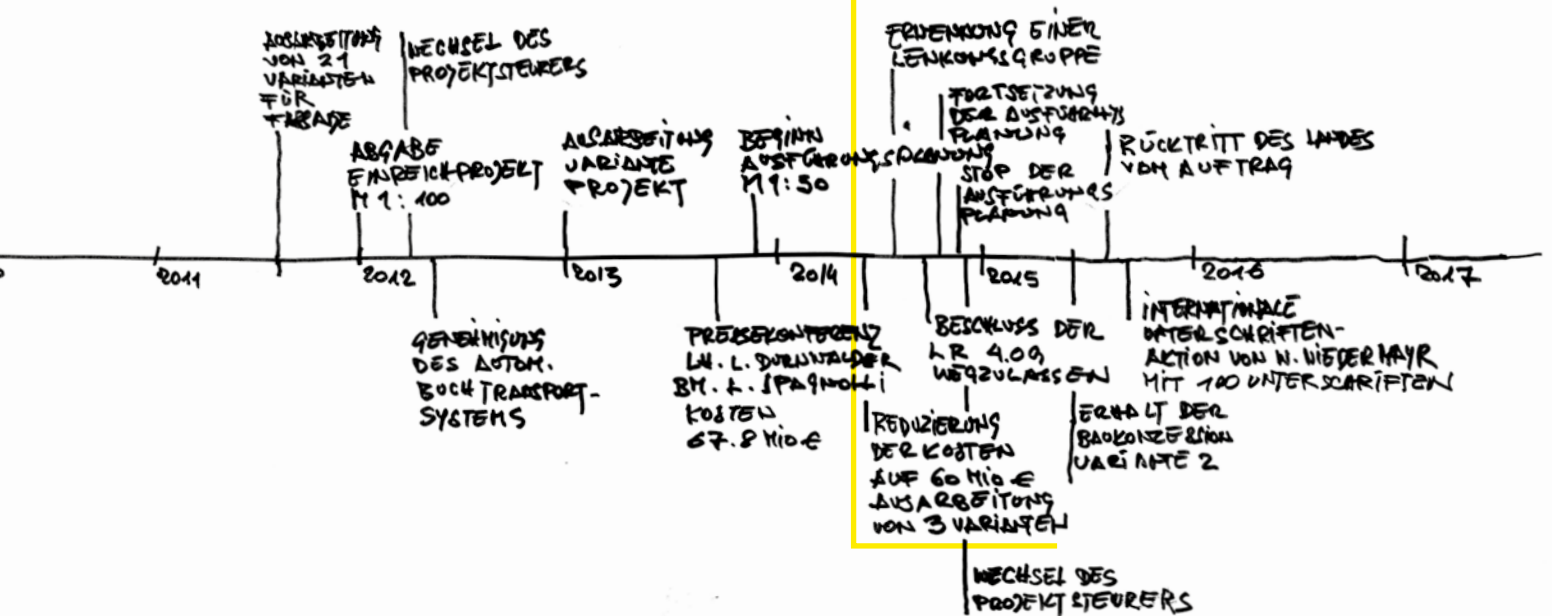 AUSARBEITUNG
VON 21
VARIANTEN
FÜR
FASSADE
WECHSEL DES
PROJEKTSTEURERS
ABGABE
EINREICHPROJEKT
M 1:100
AUSARBEITUNG
VARIANTE
PROJEKT
BEGINN
AUSFÜHRUNGSPLANUNG
M 1:50
ERNENNUNG EINER
LENKUNGSGRUPPE
FORTSETZUNG
DER AUSFÜHRUNGS
PLANUNG
STOP DER
AUSFÜHRUNGS
PLANUNG
RÜCKTRITT DES LANDES
VOM AUFTRAG
2011
2012
2013
2014
2015
2016
2017
GENEHMIGUNG
DES AUTOM.
BUCHTRANSPORT-
SYSTEMS
PRESSEKONFERENZ
LH. L. DURNWALDER
BM. L. SPAGNOLLI
KOSTEN
67.8 MIO €
REDUZIERUNG
DER KOSTEN
AUF 60 MIO €
AUSARBEITUNG
VON 3 VARIANTEN
BESCHLUSS DER
LR 4.OG
WEGZULASSEN
WECHSEL DES
PROJEKTSTEURERS
ERHALT DER
BAUKONZESSION
VARIANTE 2
INTERNATIONALE
UNTERSCHRIFTEN-
AKTION VON W. NIEDERMAYR
MIT 100 UNTERSCHRIFTEN